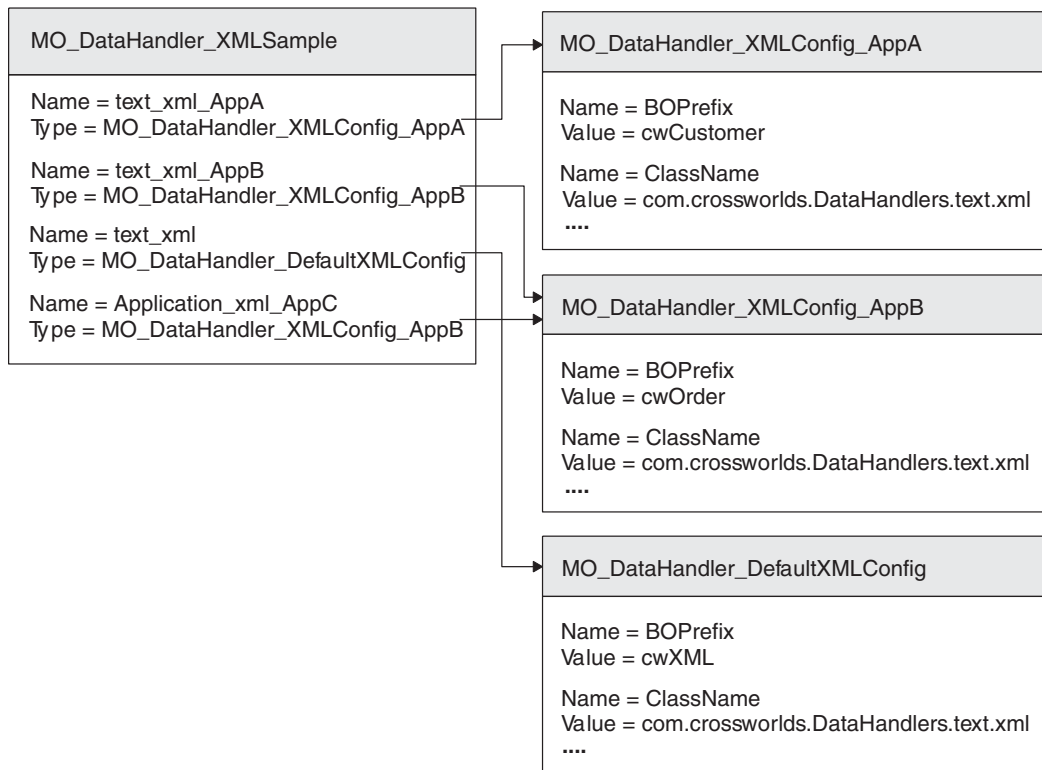 MO_DataHandler_XMLSample
Name = text_xml_AppA
Type = MO_DataHandler_XMLConfig_AppA
Name = text_xml_AppB
Type = MO_DataHandler_XMLConfig_AppB
Name = text_xml
Type = MO_DataHandler_DefaultXMLConfig
Name = Application_xml_AppC
Type = MO_DataHandler_XMLConfig_AppB
MO_DataHandler_XMLConfig_AppA
Name = BOPrefix
Value = cwCustomer
Name = ClassName
Value = com.crossworlds.DataHandlers.text.xml
....
MO_DataHandler_XMLConfig_AppB
Name = BOPrefix
Value = cwOrder
Name = ClassName
Value = com.crossworlds.DataHandlers.text.xml
....
MO_DataHandler_DefaultXMLConfig
Name = BOPrefix
Value = cwXML
Name = ClassName
Value = com.crossworlds.DataHandlers.text.xml
....